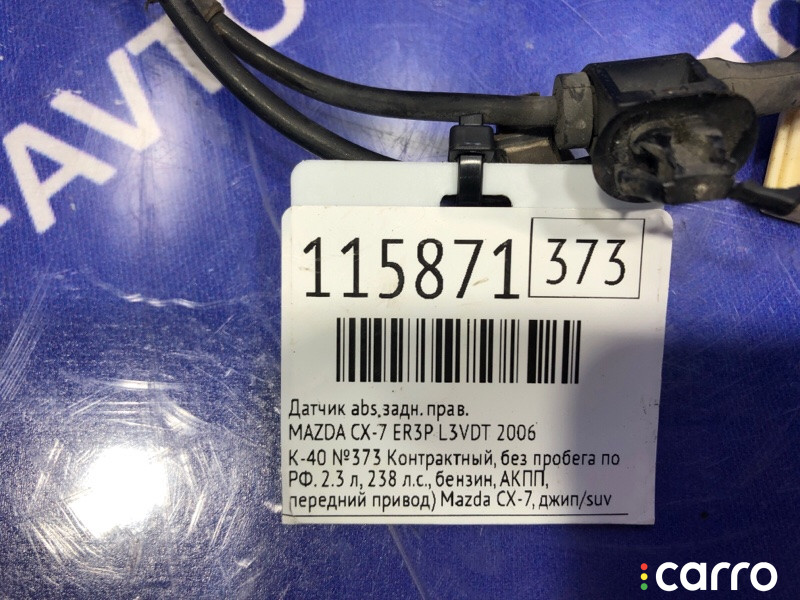 ТАВТО
115871 373
Датчик abs задн. прав.
MAZDA CX-7 ER3P L3VDT 2006
К-40 №373 Контрактный, без пробега по
РФ. 2.3 л, 238 л.с., бензин, АКПП,
передний привод) Mazda CX-7, джип/suv
carro